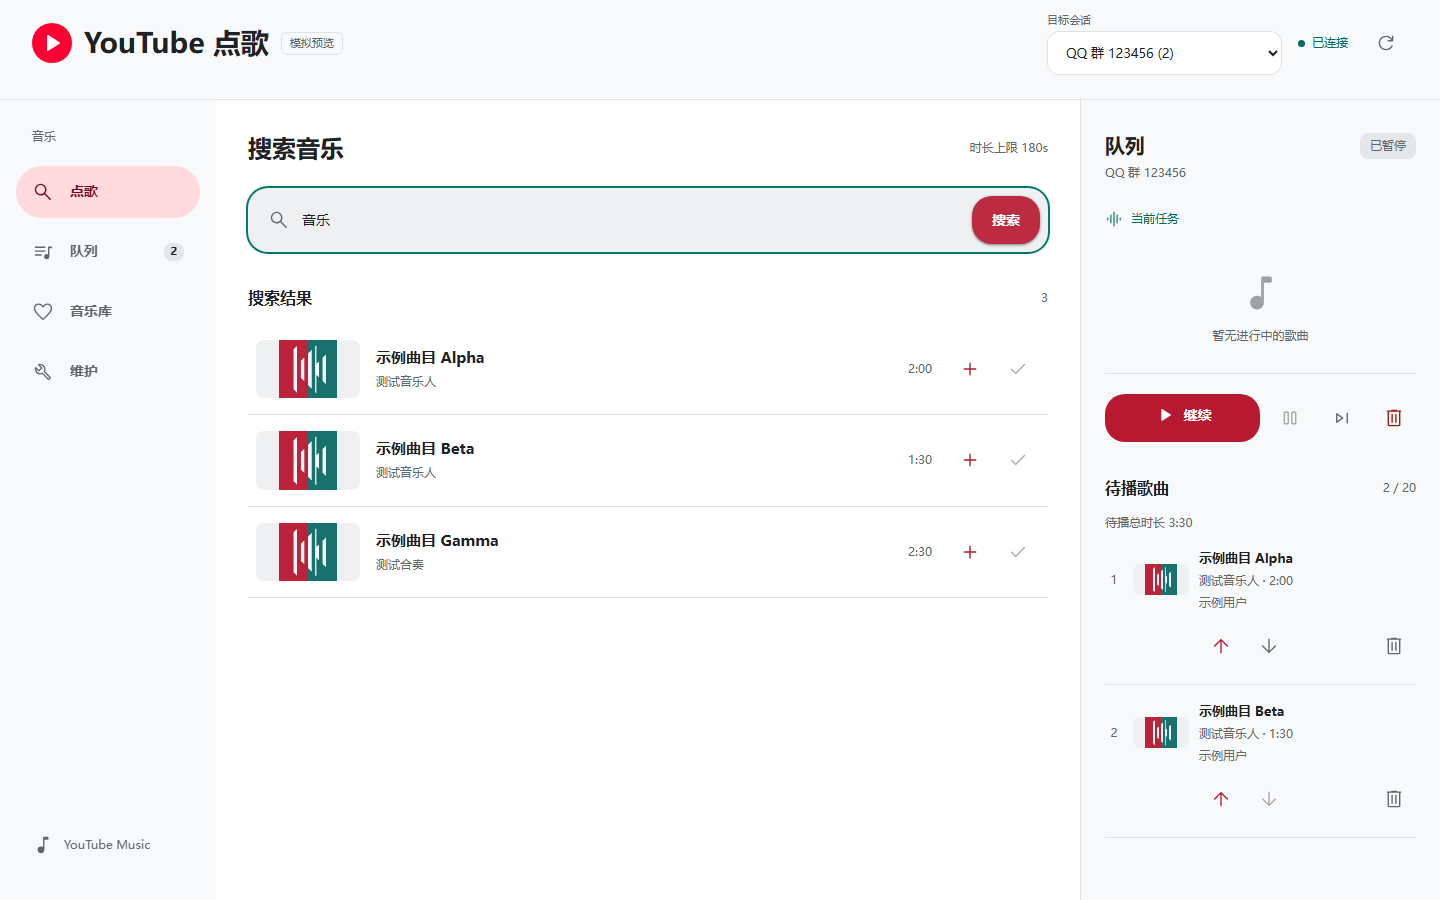 YouTube 点歌
模拟预览
目标会话
QQ 群 123456 (2)
已连接
音乐
点歌
队列
2
音乐库
维护
YouTube Music
搜索音乐
时长上限 180s
音乐
搜索
搜索结果
3
示例曲目 Alpha
测试音乐人
2:00
示例曲目 Beta
测试音乐人
1:30
示例曲目 Gamma
测试合奏
2:30
队列
已暂停
QQ 群 123456
当前任务
暂无进行中的歌曲
继续
待播歌曲
2 / 20
待播总时长 3:30
1
示例曲目 Alpha
测试音乐人 · 2:00
示例用户
2
示例曲目 Beta
测试音乐人 · 1:30
示例用户